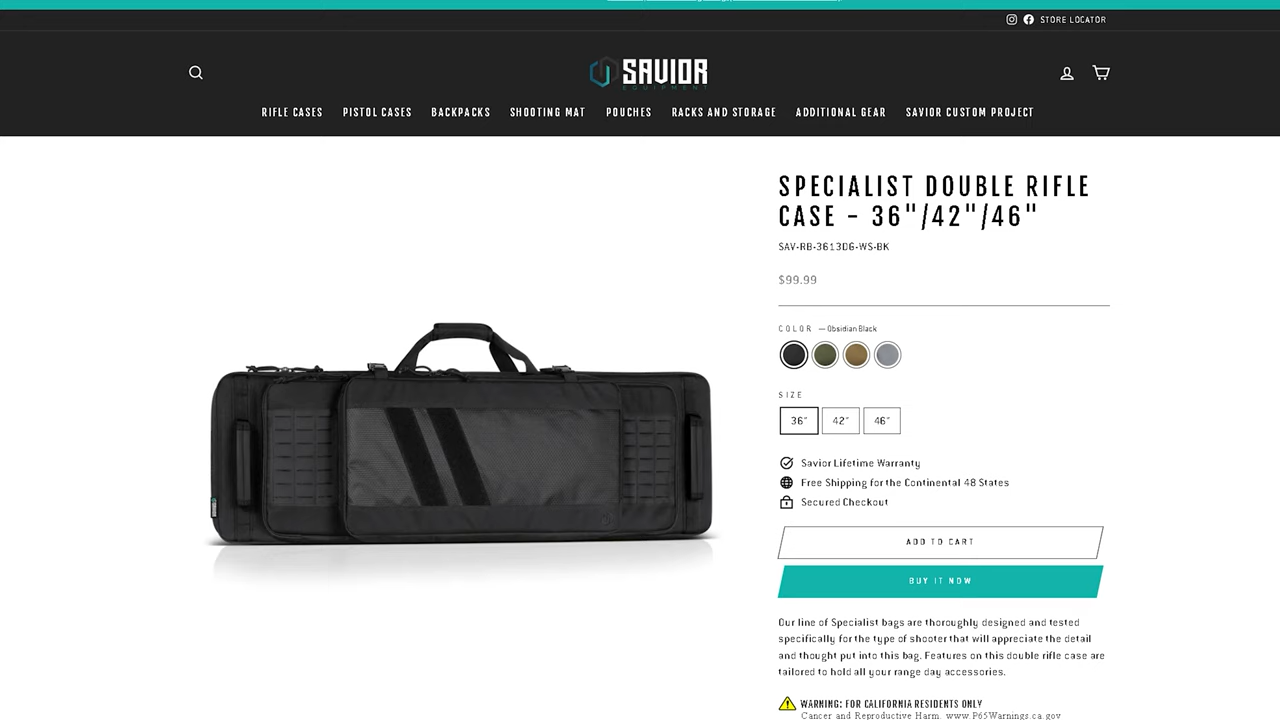 STORE LOCATOR
SAVIOR
EQUIPMENT
RIFLE CASES PISTOL CASES BACKPACKS SHOOTING MAT POUCHES RACKS AND STORAGE ADDITIONAL GEAR SAVIOR CUSTOM PROJECT
SPECIALIST DOUBLE RIFLE
CASE - 36"/42"/46"
SAV-RB-3613DG-WS-BK
$99.99
COLOR — Obsidian Black
SIZE
36" 42" 46"
Savior Lifetime Warranty
Free Shipping for the Continental 48 States
Secured Checkout
ADD TO CART
BUY IT NOW
Our line of Specialist bags are thoroughly designed and tested
specifically for the type of shooter that will appreciate the detail
and thought put into this bag. Features on this double rifle case are
tailored to hold all your range day accessories.
WARNING: FOR CALIFORNIA RESIDENTS ONLY
Cancer and Reproductive Harm. www.P65Warnings.ca.gov